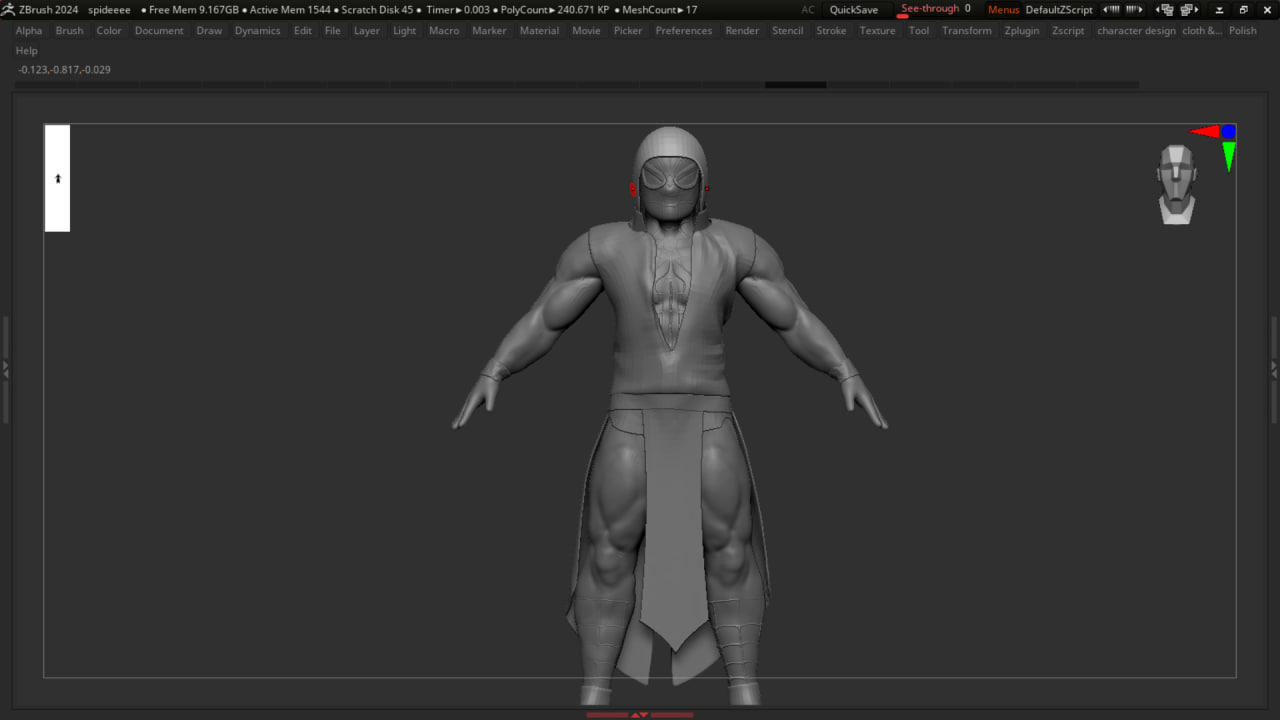 ZBrush 2024 spideeee ● Free Mem 9.167GB ● Active Mem 1544 ● Scratch Disk 45 ● Timer►0.003 ● PolyCount►240.671 KP ● MeshCount►17 AC QuickSave See-through 0 Menus DefaultZScript
Alpha Brush Color Document Draw Dynamics Edit File Layer Light Macro Marker Material Movie Picker Preferences Render Stencil Stroke Texture Tool Transform Zplugin Zscript character design cloth &... Polish
Help
-0.123,-0.817,-0.029